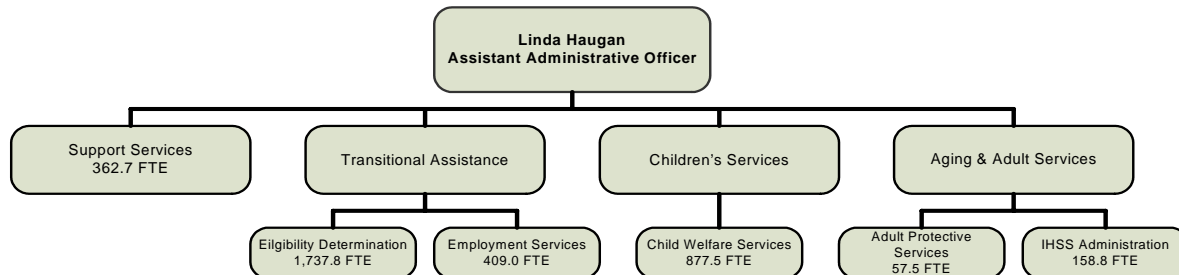 Linda Haugan
Assistant Administrative Officer
Support Services
362.7 FTE
Transitional Assistance
Children's Services
Aging & Adult Services
Eilgibility Determination
1,737.8 FTE
Employment Services
409.0 FTE
Child Welfare Services
877.5 FTE
Adult Protective
Services
57.5 FTE
IHSS Administration
158.8 FTE